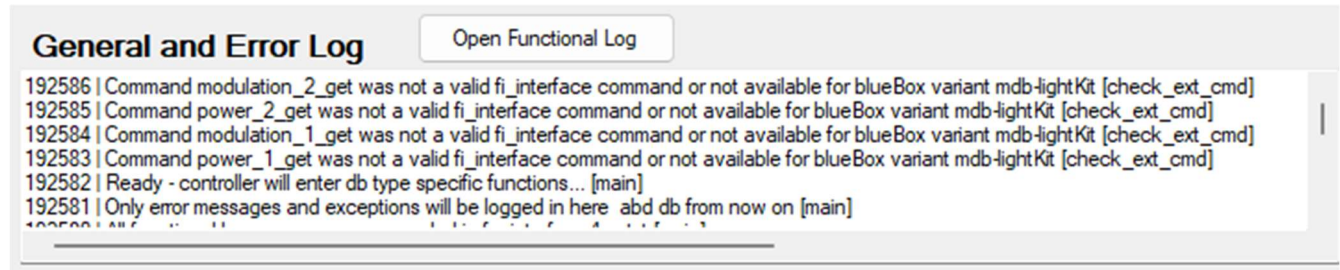 General and Error Log
Open Functional Log
192586 | Command modulation_2_get was not a valid fi_interface command or not available for blueBox variant mdb-lightKit [check_ext_cmd]
192585 | Command power_2_get was not a valid fi_interface command or not available for blueBox variant mdb-lightKit [check_ext_cmd]
192584 | Command modulation_1_get was not a valid fi_interface command or not available for blueBox variant mdb-lightKit [check_ext_cmd]
192583 | Command power_1_get was not a valid fi_interface command or not available for blueBox variant mdb-lightKit [check_ext_cmd]
192582 | Ready - controller will enter db type specific functions... [main]
192581 | Only error messages and exceptions will be logged in here  abd db from now on [main]